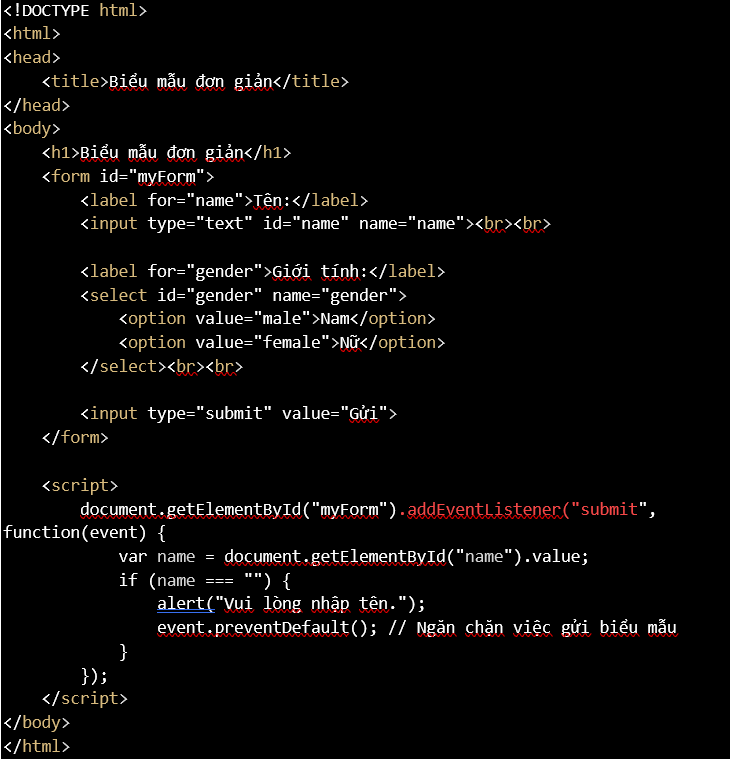 <!DOCTYPE html>
<html>
<head>
    <title>Biểu mẫu đơn giản</title>
</head>
<body>
    <h1>Biểu mẫu đơn giản</h1>
    <form id="myForm">
        <label for="name">Tên:</label>
        <input type="text" id="name" name="name"><br><br>

        <label for="gender">Giới tính:</label>
        <select id="gender" name="gender">
            <option value="male">Nam</option>
            <option value="female">Nữ</option>
        </select><br><br>

        <input type="submit" value="Gửi">
    </form>

    <script>
        document.getElementById("myForm").addEventListener("submit",
function(event) {
            var name = document.getElementById("name").value;
            if (name === "") {
                alert("Vui lòng nhập tên.");
                event.preventDefault(); // Ngăn chặn việc gửi biểu mẫu
            }
        });
    </script>
</body>
</html>